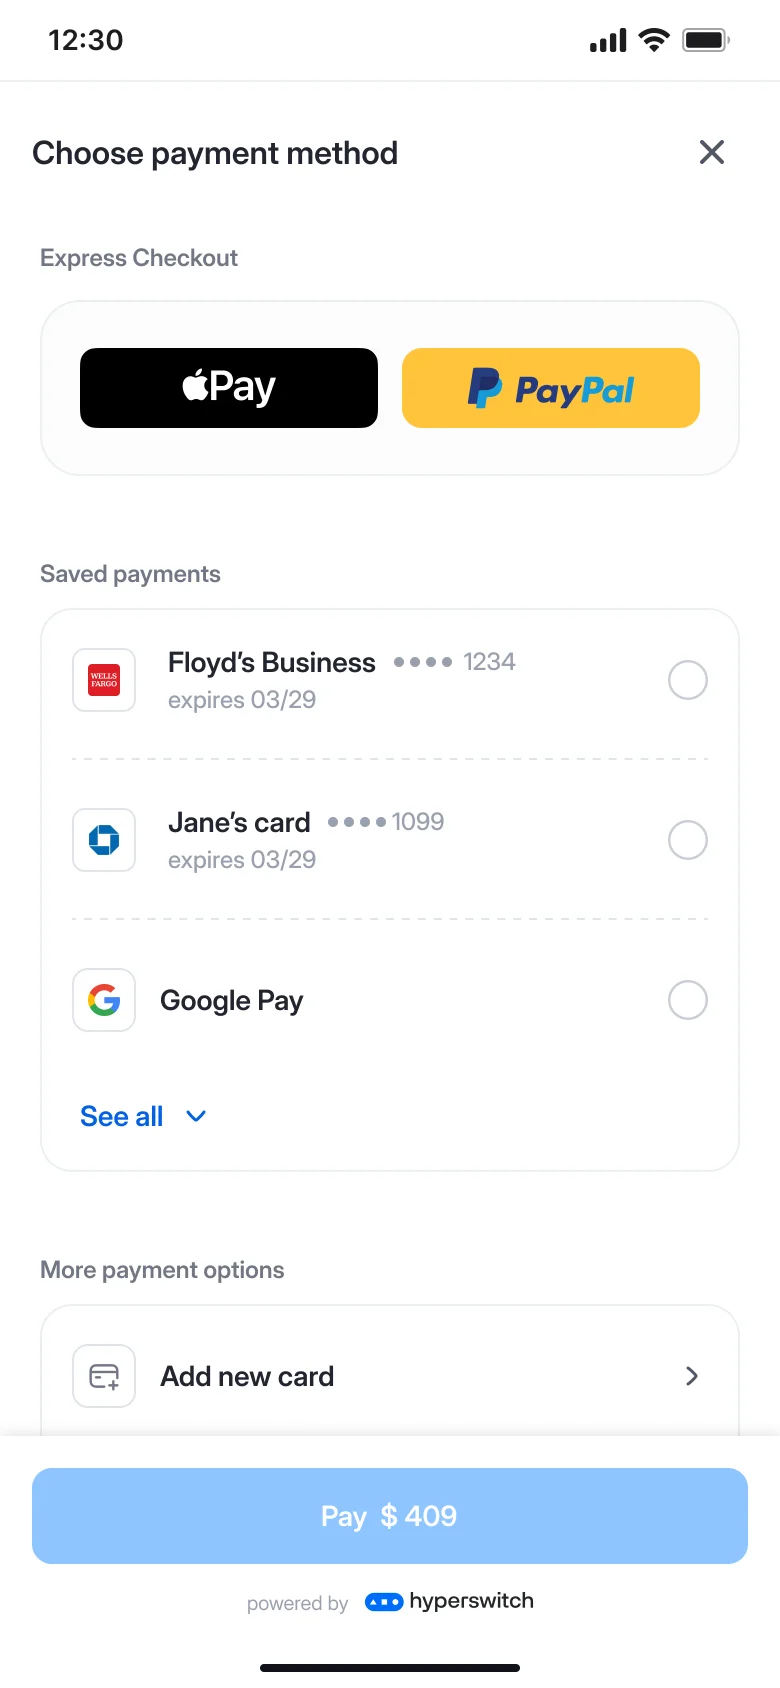 12:30
Choose payment method
Express Checkout
Pay
PayPal
Saved payments
WELLS
FARGO
Floyd’s Business •••• 1234
expires 03/29
Jane’s card •••• 1099
expires 03/29
Google Pay
See all
More payment options
Add new card
Pay $ 409
powered by hyperswitch